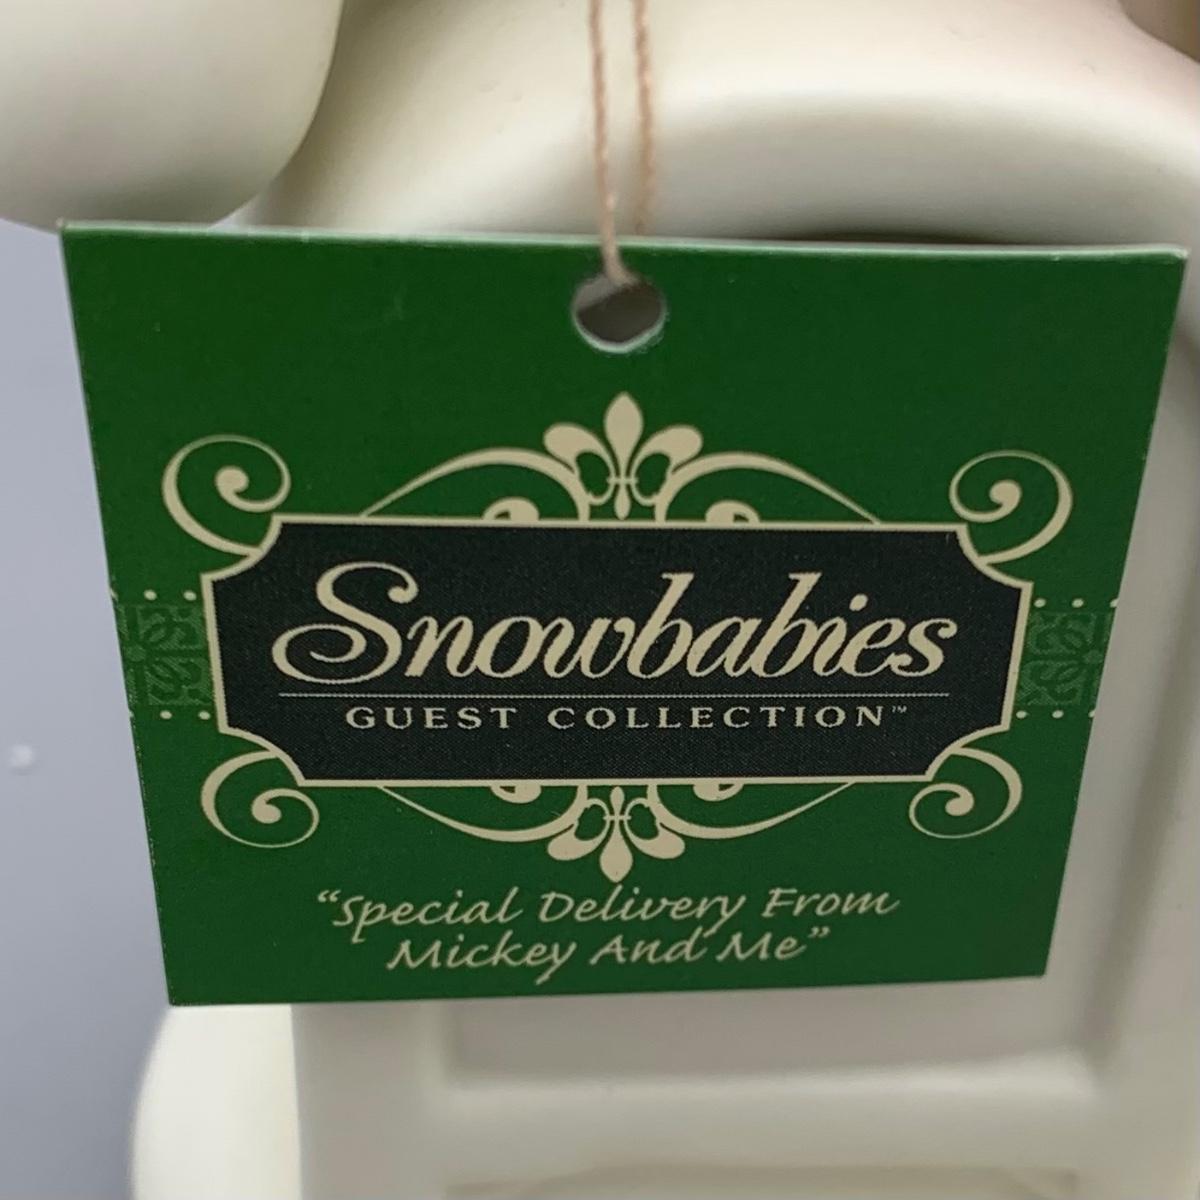 Snowbabies
GUEST COLLECTION™
“Special Delivery From
Mickey And Me”